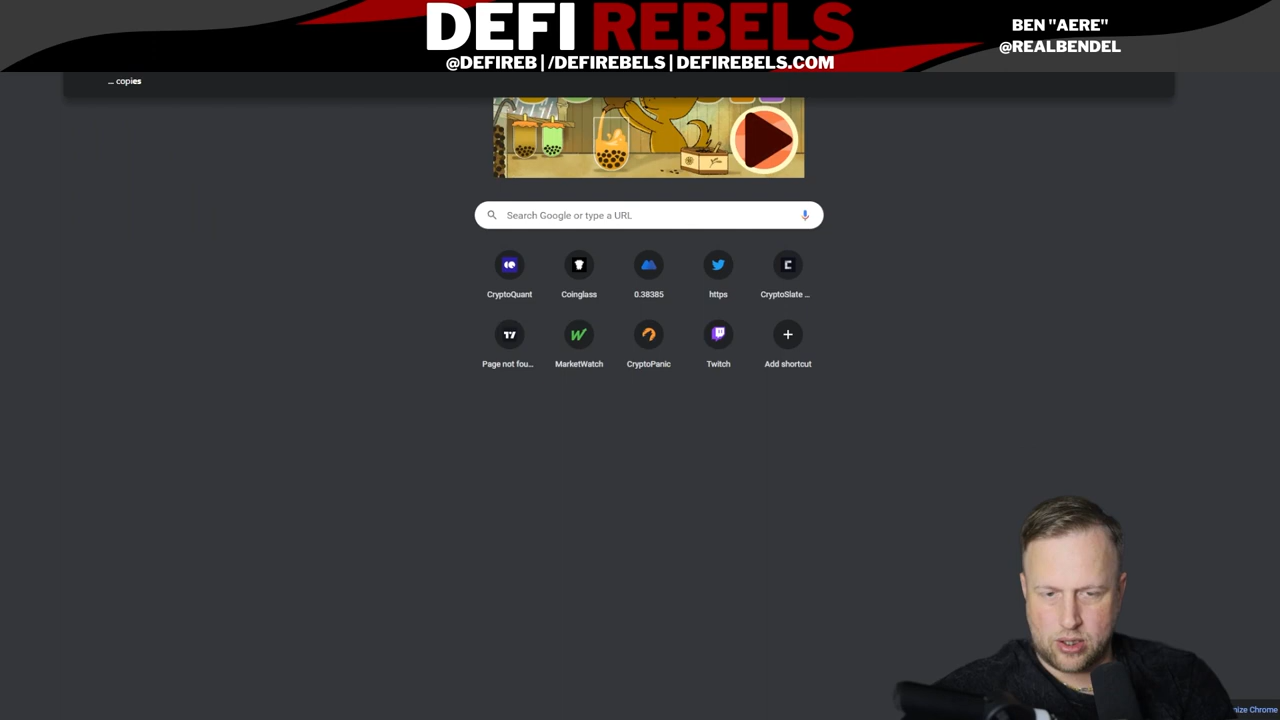 DEFI REBELS
@DEFIREB | /DEFIREBELS | DEFIREBELS.COM
BEN "AERE"
@REALBENDEL
... copies
Search Google or type a URL
CryptoQuant
Coinglass
0.38385
https
CryptoSlate ...
Page not fou...
MarketWatch
CryptoPanic
Twitch
Add shortcut
Chrome